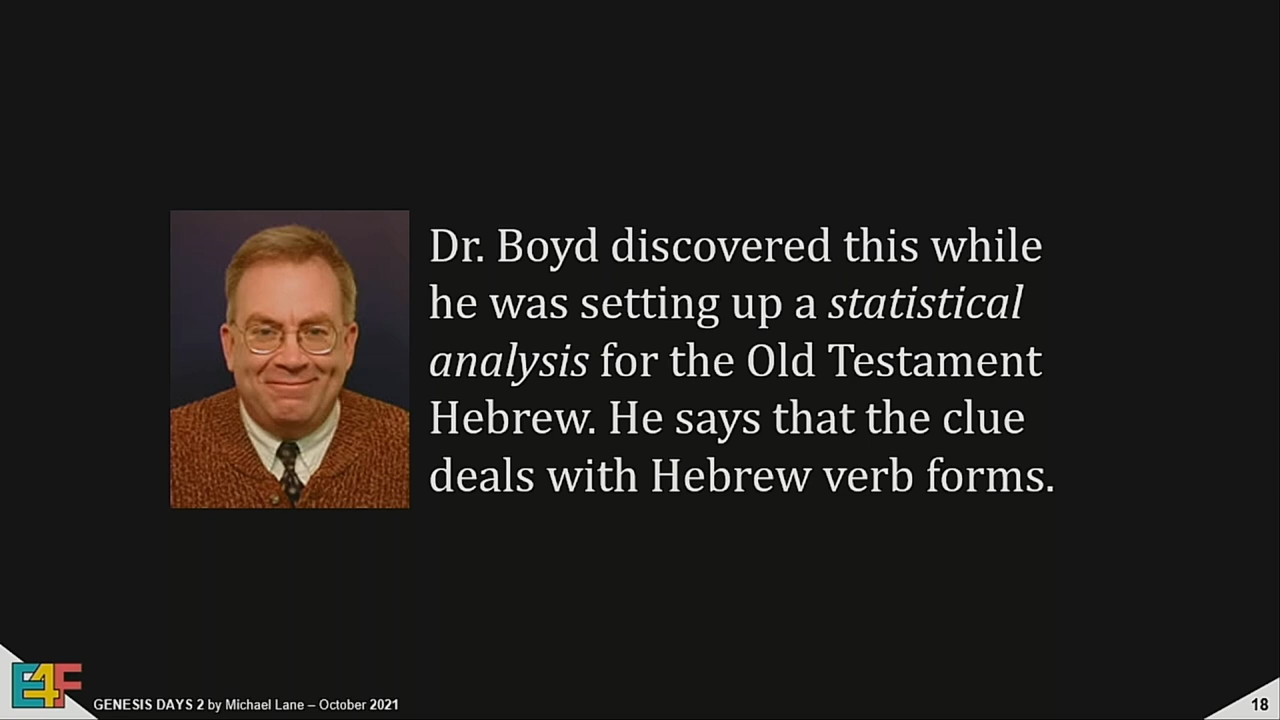 Dr. Boyd discovered this while
he was setting up a statistical
analysis for the Old Testament
Hebrew. He says that the clue
deals with Hebrew verb forms.
E4F
GENESIS DAYS 2 by Michael Lane – October 2021
18